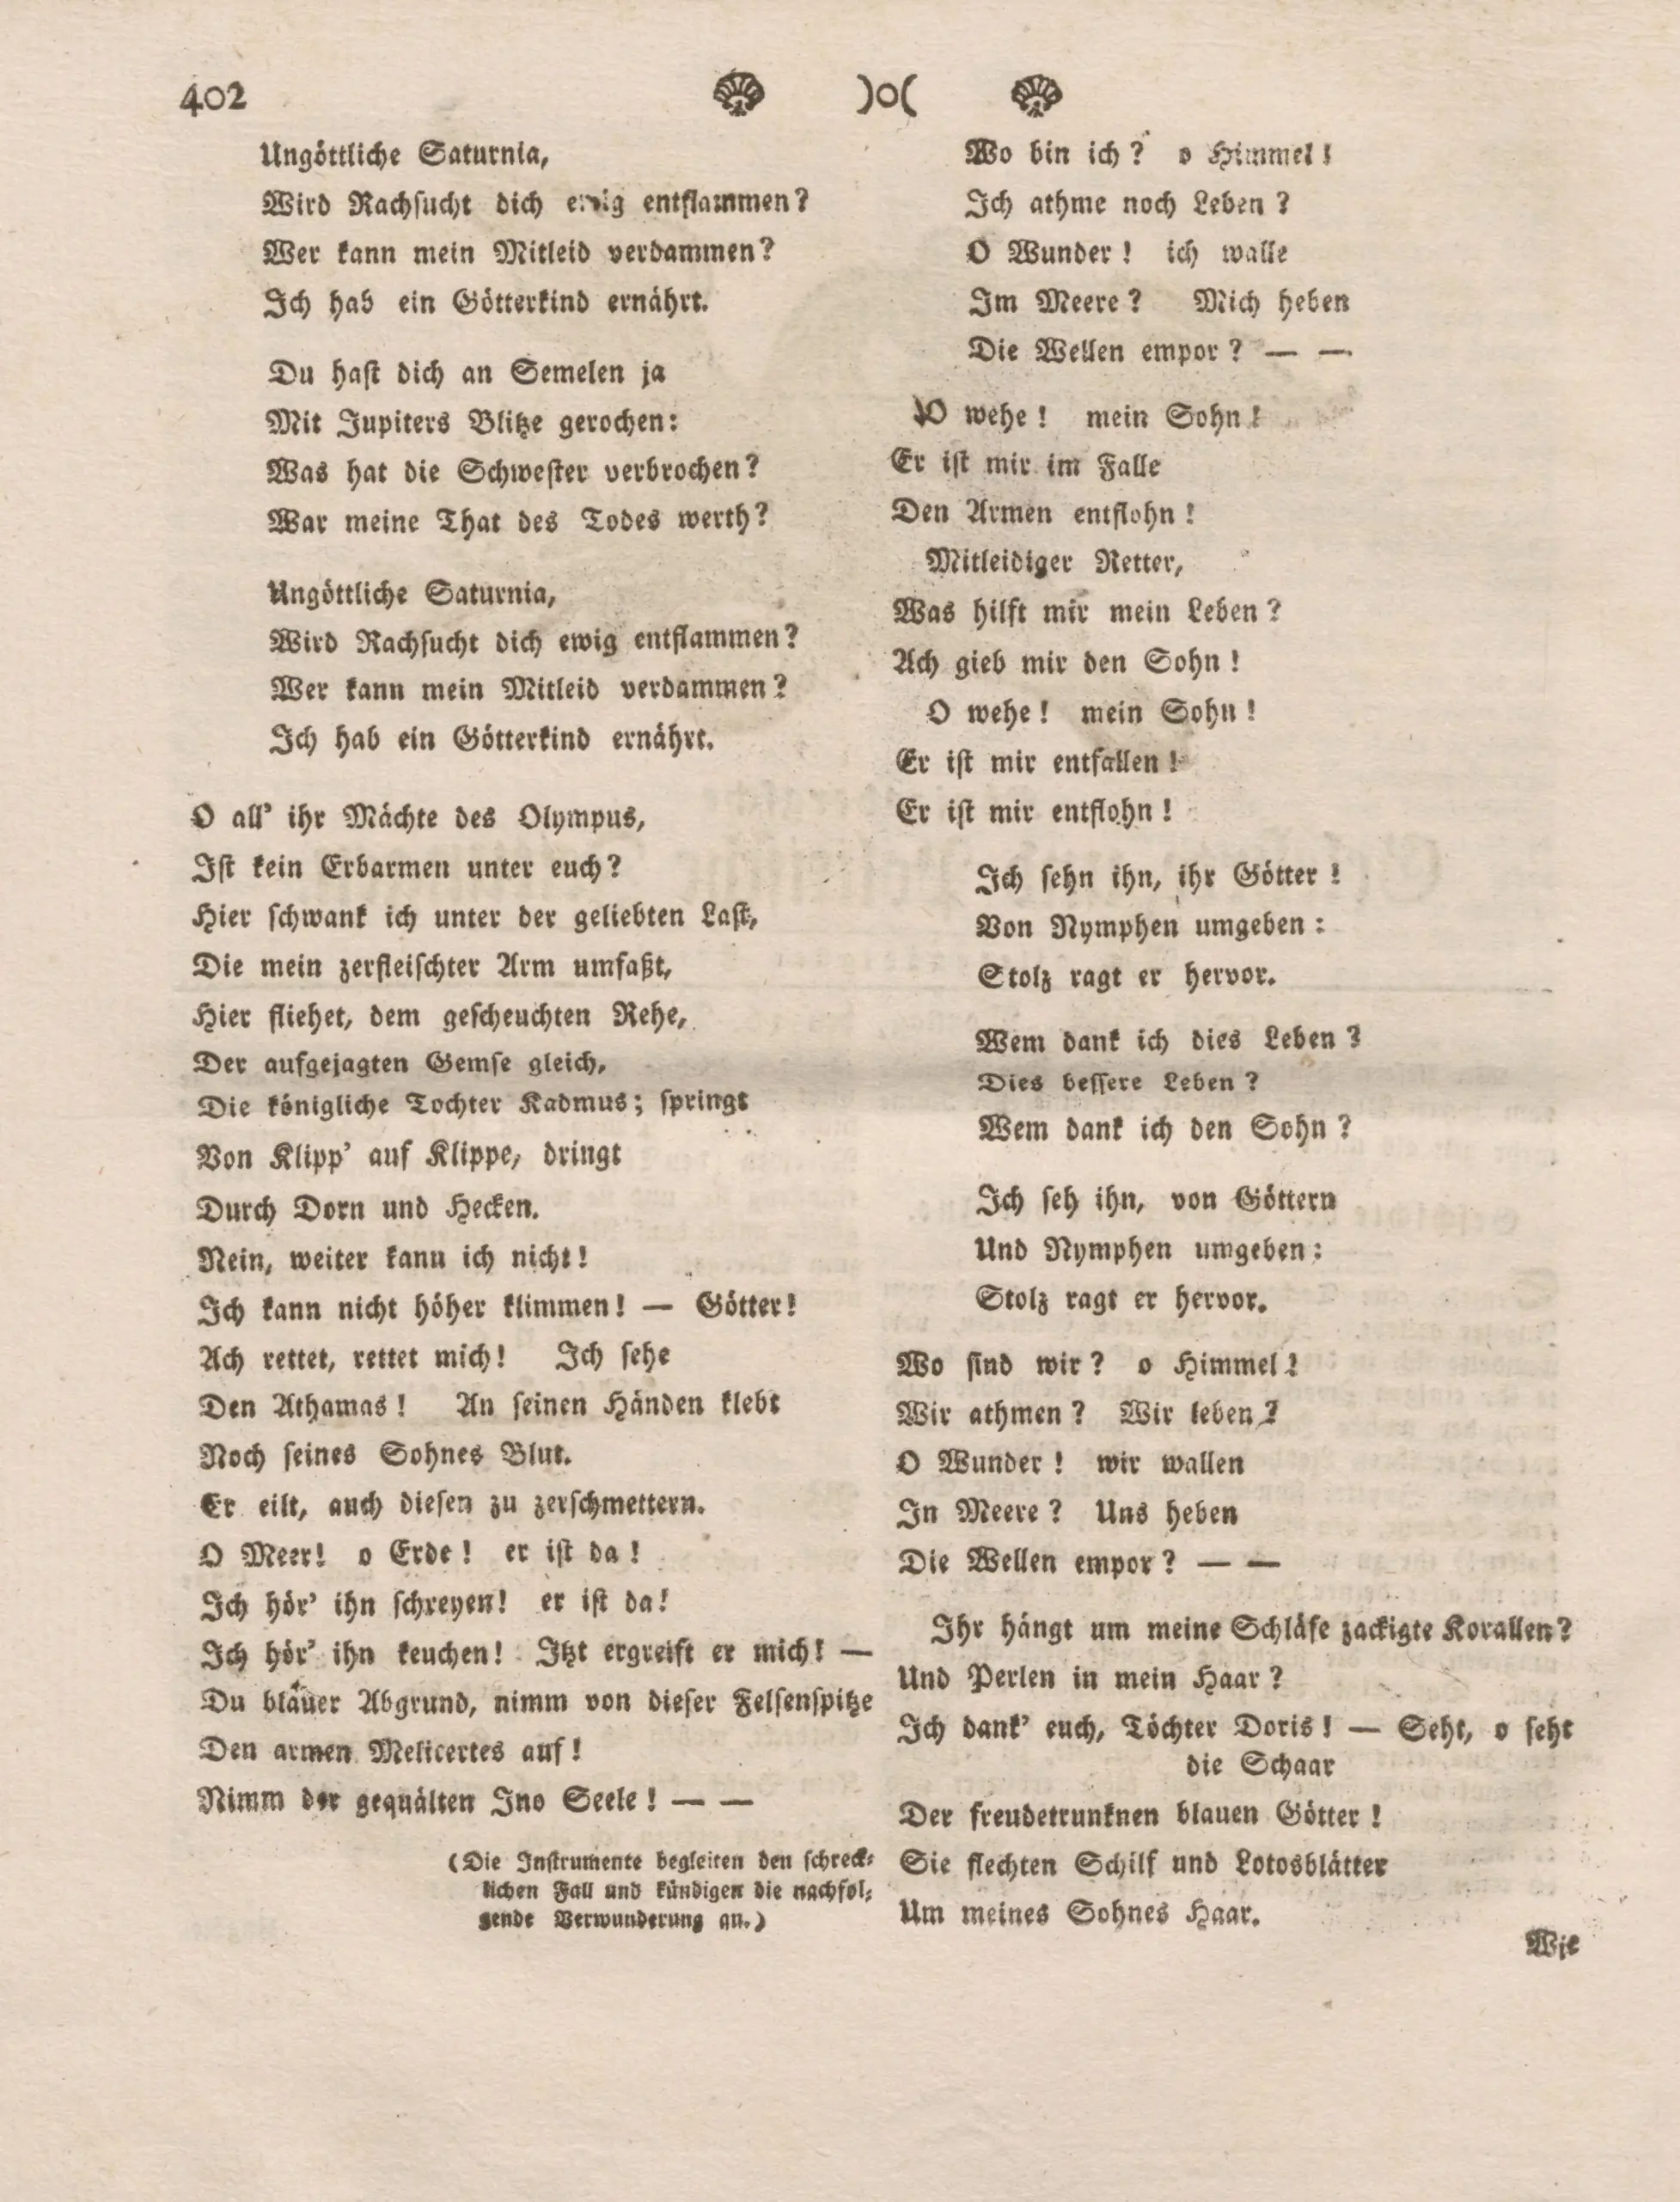 402 )o(
Ungöttliche Saturnia,
Wird Rachſucht dich ewig entflammen?
Wer kann mein Mitleid verdammen?
Ich hab ein Götterkind ernährt.
Du haſt dich an Semelen ja
Mit Jupiters Blitze gerochen:
Was hat die Schweſter verbrochen?
War meine That des Todes werth?
Ungöttliche Saturnia,
Wird Rachſucht dich ewig entflammen?
Wer kann mein Mitleid verdammen?
Ich hab ein Götterkind ernährt.
O all' ihr Mächte des Olympus,
Iſt kein Erbarmen unter euch?
Hier ſchwank ich unter der geliebten Laſt,
Die mein zerfleiſchter Arm umfaßt,
Hier fliehet, dem geſcheuchten Rehe,
Der aufgejagten Gemſe gleich,
Die königliche Tochter Kadmus; ſpringt
Von Klipp' auf Klippe, dringt
Durch Dorn und Hecken.
Nein, weiter kann ich nicht!
Ich kann nicht höher klimmen! — Götter!
Ach rettet, rettet mich! Ich ſehe
Den Athamas! An ſeinen Händen klebt
Noch ſeines Sohnes Blut.
Er eilt, auch dieſen zu zerſchmettern.
O Meer! o Erde! er iſt da!
Ich hör' ihn ſchreyen! er iſt da!
Ich hör' ihn keuchen! Itzt ergreift er mich! —
Du blauer Abgrund, nimm von dieſer Felſenſpitze
Den armen Melicertes auf!
Nimm der gequälten Ino Seele! — —
(Die Inſtrumente begleiten den ſchreck-
lichen Fall und kündigen die nachfol-
gende Verwunderung an.)
Wo bin ich? o Himmel!
Ich athme noch Leben?
O Wunder! ich walle
Im Meere? Mich heben
Die Wellen empor? — —
O wehe! mein Sohn!
Er iſt mir im Falle
Den Armen entflohn!
Mitleidiger Retter,
Was hilft mir mein Leben?
Ach gieb mir den Sohn!
O wehe! mein Sohn!
Er iſt mir entfallen!
Er iſt mir entflohn!
Ich ſehn ihn, ihr Götter!
Von Nymphen umgeben:
Stolz ragt er hervor.
Wem dank ich dies Leben?
Dies beſſere Leben?
Wem dank ich den Sohn?
Ich ſeh ihn, von Göttern
Und Nymphen umgeben:
Stolz ragt er hervor.
Wo ſind wir? o Himmel!
Wir athmen? Wir leben?
O Wunder! wir wallen
In Meere? Uns heben
Die Wellen empor? — —
Ihr hängt um meine Schläfe zackigte Korallen?
Und Perlen in mein Haar?
Ich dank' euch, Töchter Doris! — Seht, o ſeht
die Schaar
Der freudetrunknen blauen Götter!
Sie flechten Schilf und Lotosblätter
Um meines Sohnes Haar.
Wie